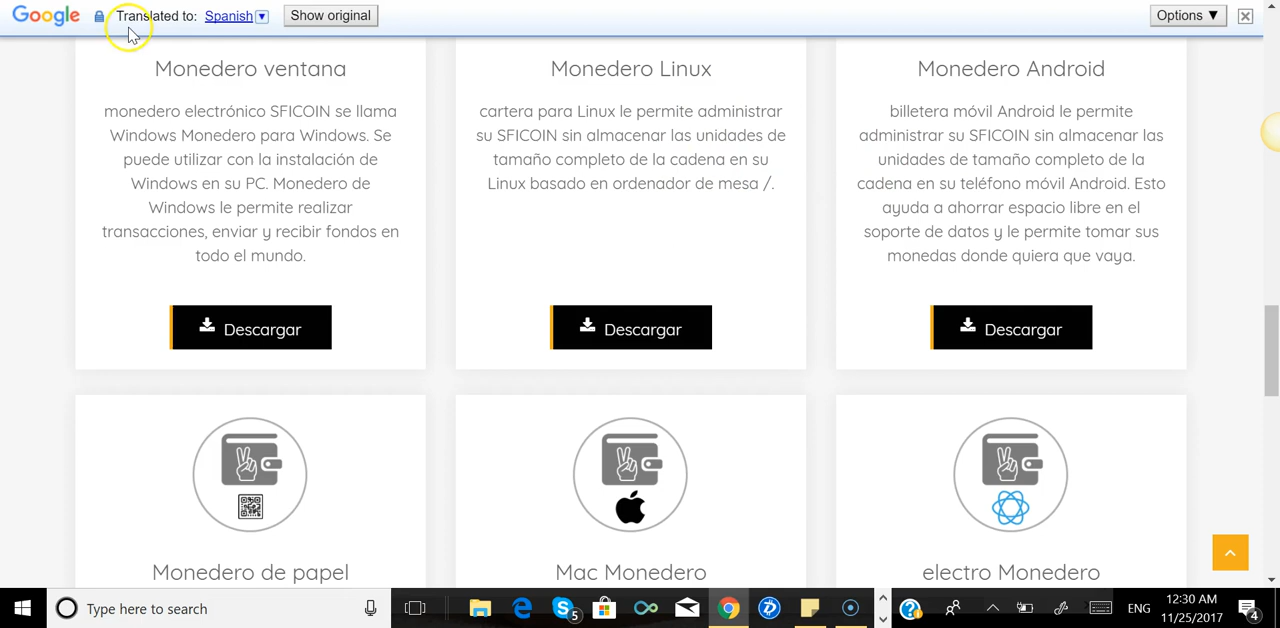 Google Translated to: Spanish ▼ Show original Options ▼
Monedero ventana
monedero electrónico SFICOIN se llama
Windows Monedero para Windows. Se
puede utilizar con la instalación de
Windows en su PC. Monedero de
Windows le permite realizar
transacciones, enviar y recibir fondos en
todo el mundo.
Descargar
Monedero Linux
cartera para Linux le permite administrar
su SFICOIN sin almacenar las unidades de
tamaño completo de la cadena en su
Linux basado en ordenador de mesa /.
Descargar
Monedero Android
billetera móvil Android le permite
administrar su SFICOIN sin almacenar las
unidades de tamaño completo de la
cadena en su teléfono móvil Android. Esto
ayuda a ahorrar espacio libre en el
soporte de datos y le permite tomar sus
monedas donde quiera que vaya.
Descargar
Monedero de papel
Mac Monedero
electro Monedero
Type here to search
5
ENG
12:30 AM
11/25/2017
4